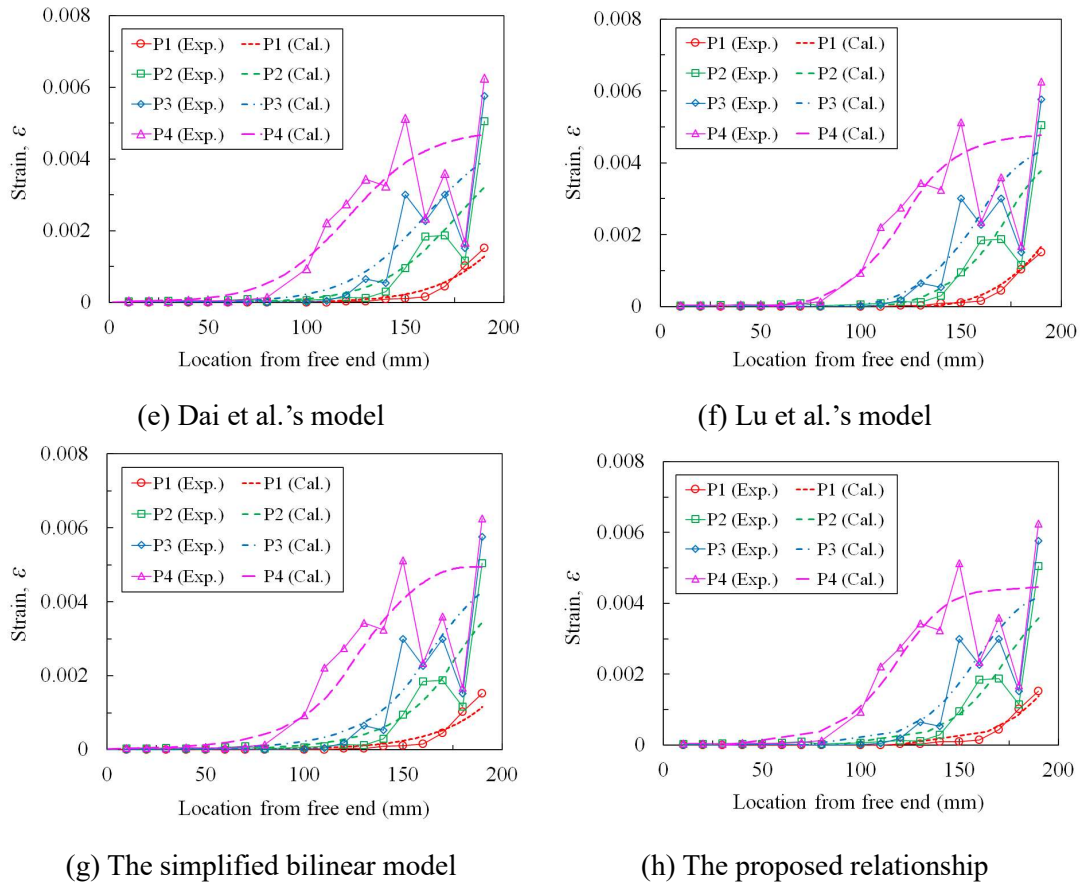 0.008
0.006
0.004
0.002
0
Strain, ε
P1 (Exp.) P1 (Cal.)
P2 (Exp.) P2 (Cal.)
P3 (Exp.) P3 (Cal.)
P4 (Exp.) P4 (Cal.)
0 50 100 150 200
Location from free end (mm)
(e) Dai et al.’s model
0.008
0.006
0.004
0.002
0
Strain, ε
P1 (Exp.) P1 (Cal.)
P2 (Exp.) P2 (Cal.)
P3 (Exp.) P3 (Cal.)
P4 (Exp.) P4 (Cal.)
0 50 100 150 200
Location from free end (mm)
(f) Lu et al.’s model
0.008
0.006
0.004
0.002
0
Strain, ε
P1 (Exp.) P1 (Cal.)
P2 (Exp.) P2 (Cal.)
P3 (Exp.) P3 (Cal.)
P4 (Exp.) P4 (Cal.)
0 50 100 150 200
Location from free end (mm)
(g) The simplified bilinear model
0.008
0.006
0.004
0.002
0
Strain, ε
P1 (Exp.) P1 (Cal.)
P2 (Exp.) P2 (Cal.)
P3 (Exp.) P3 (Cal.)
P4 (Exp.) P4 (Cal.)
0 50 100 150 200
Location from free end (mm)
(h) The proposed relationship